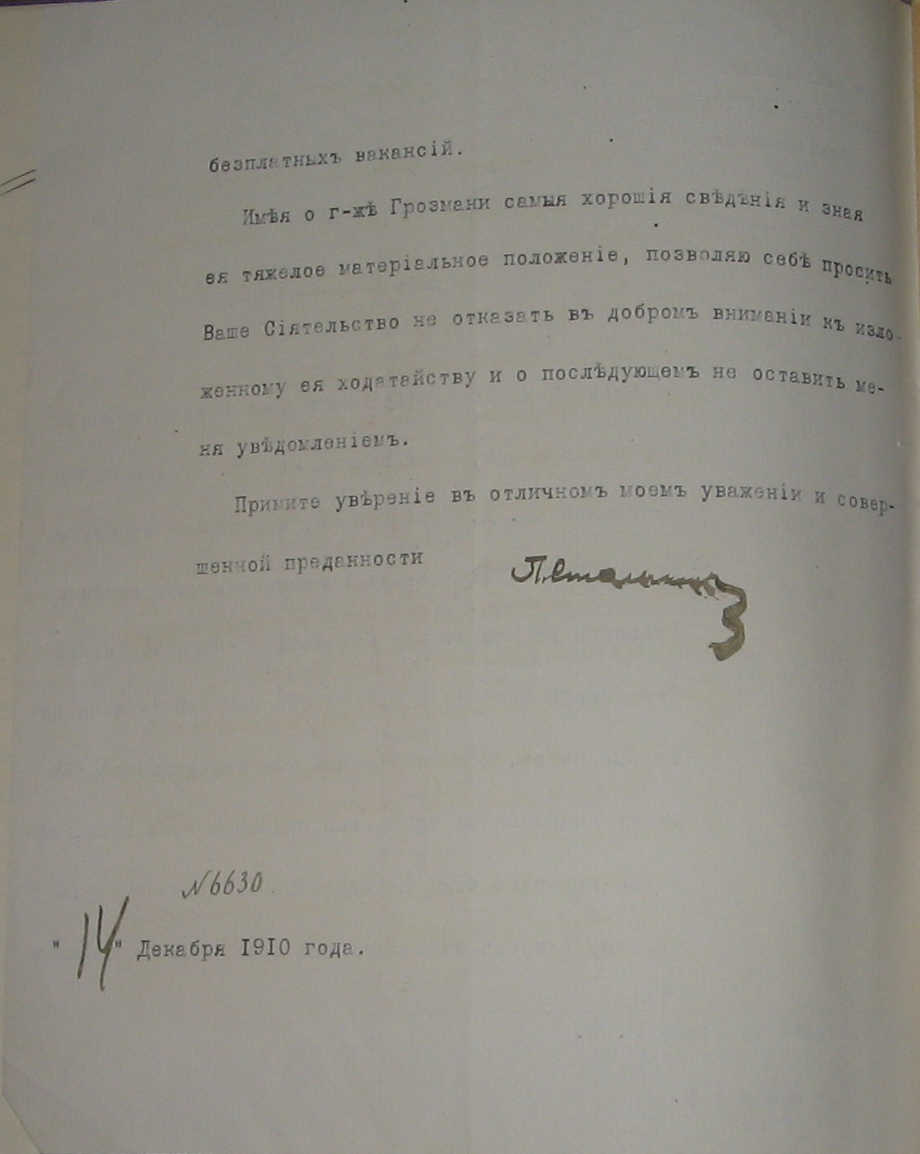 безплатныхъ вакансій.
Имѣя о г-жѣ Грозмани самыя хорошія свѣдѣнія и зная
ея тяжелое матеріальное положеніе, позволяю себѣ просить
Ваше Сіятельство не отказать въ добромъ вниманіи къ изло-
женному ея ходатайству и о послѣдующемъ не оставить ме-
ня увѣдомленіемъ.
Примите увѣреніе въ отличномъ моемъ уваженіи и совер-
шенной преданности
П. Столыпин
N 6630
"14" Декабря 1910 года.